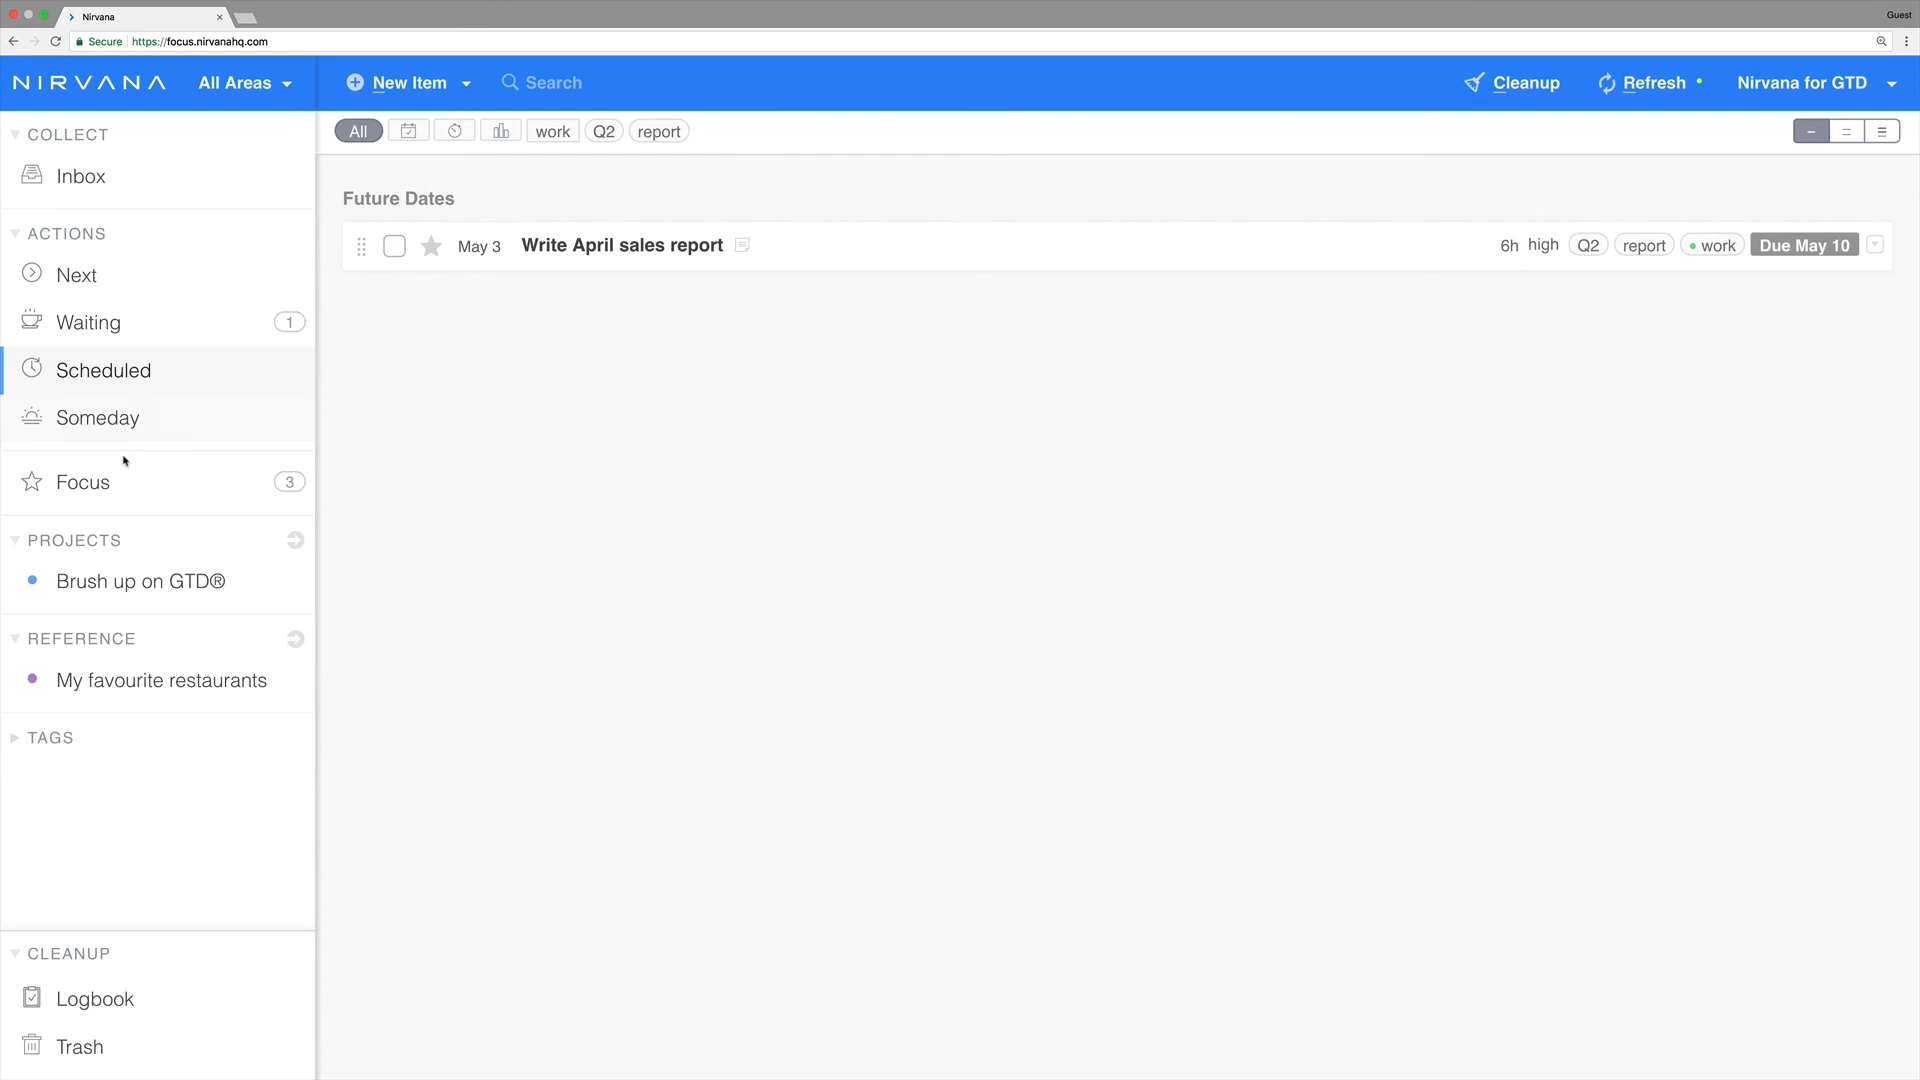 Nirvana
Guest
Secure https://focus.nirvanahq.com
NIRVANA All Areas New Item Search Cleanup Refresh Nirvana for GTD
All work Q2 report
COLLECT
Inbox
ACTIONS
Next
Waiting 1
Scheduled
Someday
Focus 3
PROJECTS
Brush up on GTD®
REFERENCE
My favourite restaurants
TAGS
CLEANUP
Logbook
Trash
Future Dates
May 3 Write April sales report 6h high Q2 report work Due May 10